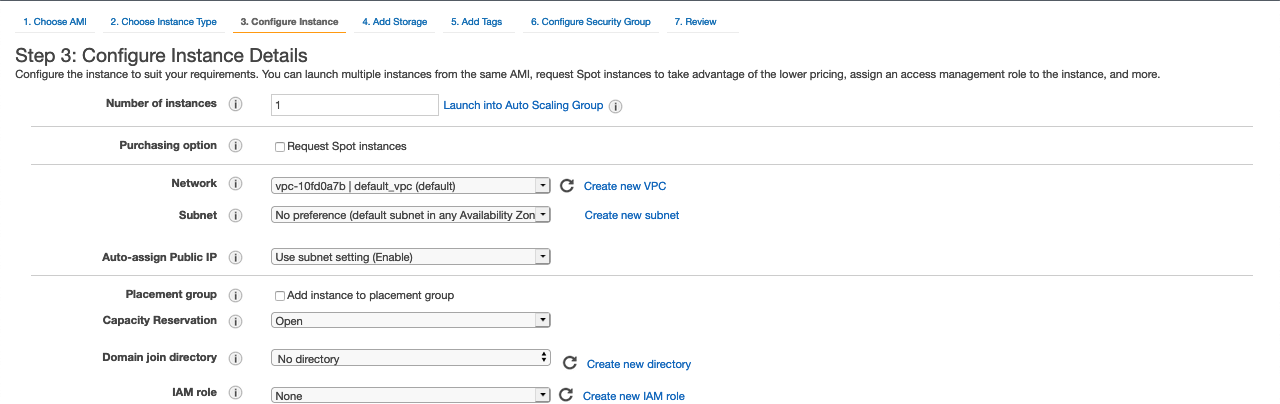 1. Choose AMI 2. Choose Instance Type 3. Configure Instance 4. Add Storage 5. Add Tags 6. Configure Security Group 7. Review
Step 3: Configure Instance Details
Configure the instance to suit your requirements. You can launch multiple instances from the same AMI, request Spot instances to take advantage of the lower pricing, assign an access management role to the instance, and more.
Number of instances i 1 Launch into Auto Scaling Group i
Purchasing option i Request Spot instances
Network i vpc-10fd0a7b | default_vpc (default) Create new VPC
Subnet i No preference (default subnet in any Availability Zon Create new subnet
Auto-assign Public IP i Use subnet setting (Enable)
Placement group i Add instance to placement group
Capacity Reservation i Open
Domain join directory i No directory Create new directory
IAM role i None Create new IAM role